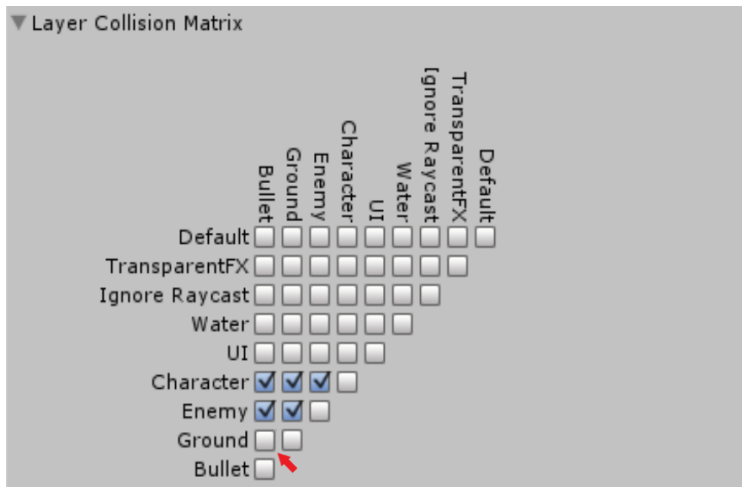 Layer Collision Matrix
Bullet
Ground
Enemy
Character
UI
Water
Ignore Raycast
TransparentFX
Default
Default
TransparentFX
Ignore Raycast
Water
UI
Character
Enemy
Ground
Bullet